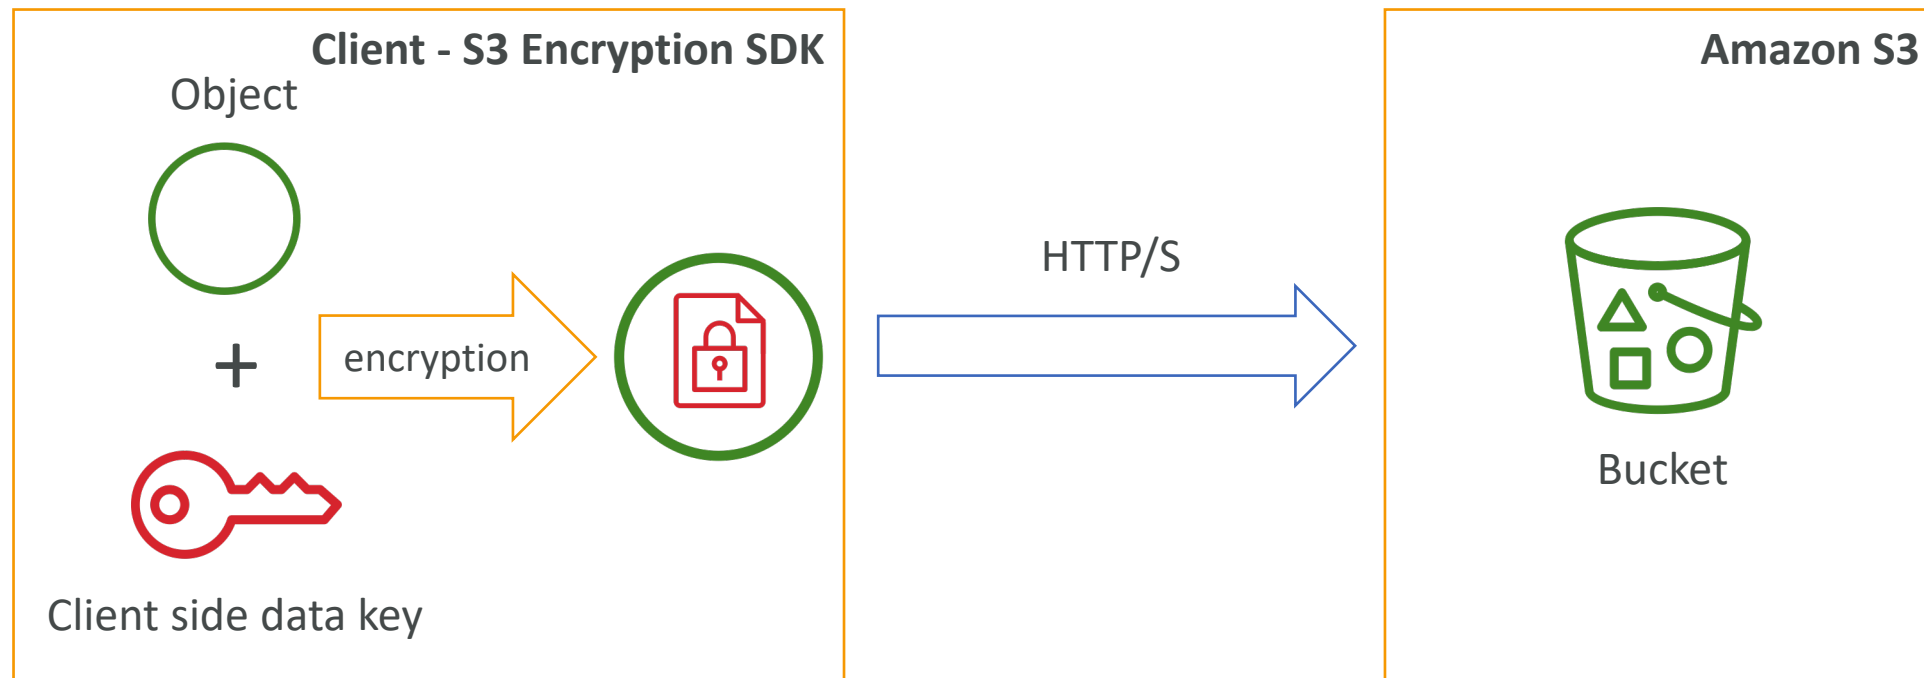 Client - S3 Encryption SDK
Object
+
encryption
Client side data key
HTTP/S
Amazon S3
Bucket